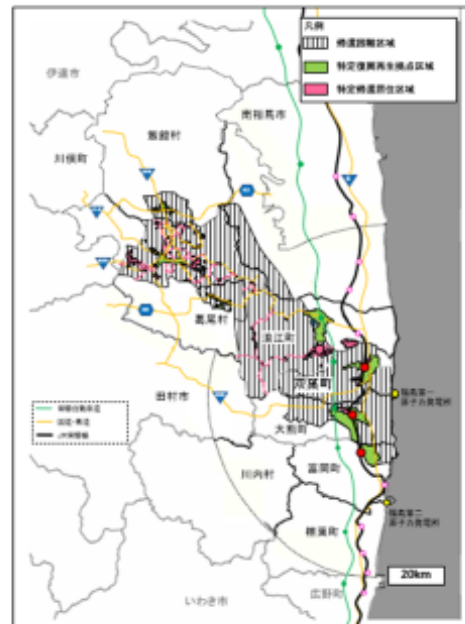 凡例
帰還困難区域
特定復興再生拠点区域
特定帰還居住区域
伊達市
南相馬市
飯舘村
川俣町
葛尾村
浪江町
双葉町
田村市
大熊町
福島第一
原子力発電所
常磐自動車道
国道・県道
JR常磐線
川内村
富岡町
福島第二
原子力発電所
楢葉町
20km
広野町
いわき市